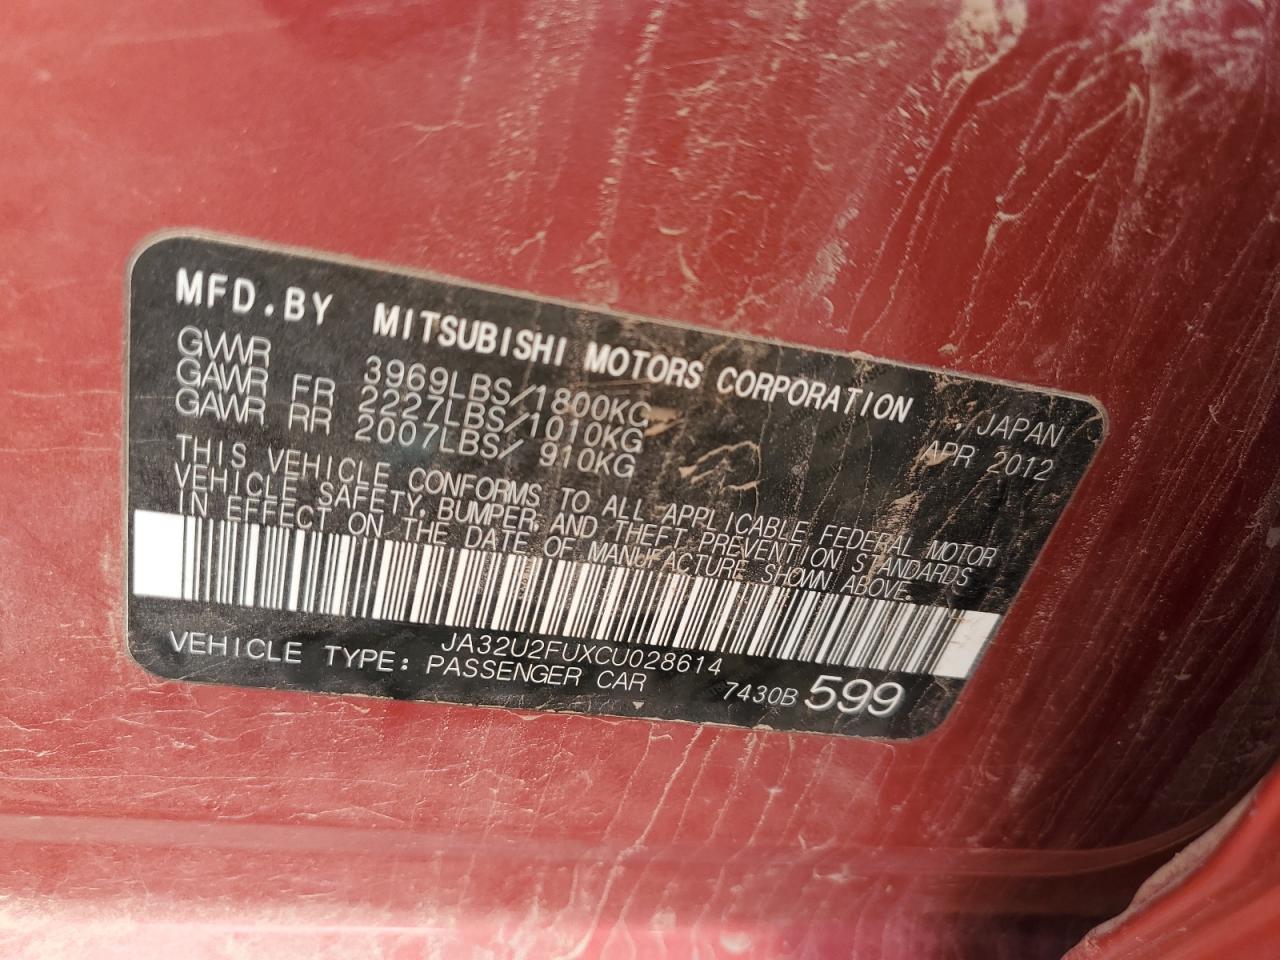 MFD.BY MITSUBISHI MOTORS CORPORATION, JAPAN
GVWR 3969LBS/1800KG APR 2012
GAWR FR 2227LBS/1010KG
GAWR RR 2007LBS/ 910KG
THIS VEHICLE CONFORMS TO ALL APPLICABLE FEDERAL MOTOR
VEHICLE SAFETY, BUMPER, AND THEFT PREVENTION STANDARDS
IN EFFECT ON THE DATE OF MANUFACTURE SHOWN ABOVE.
JA32U2FUXCU028614
VEHICLE TYPE: PASSENGER CAR 7430B 599